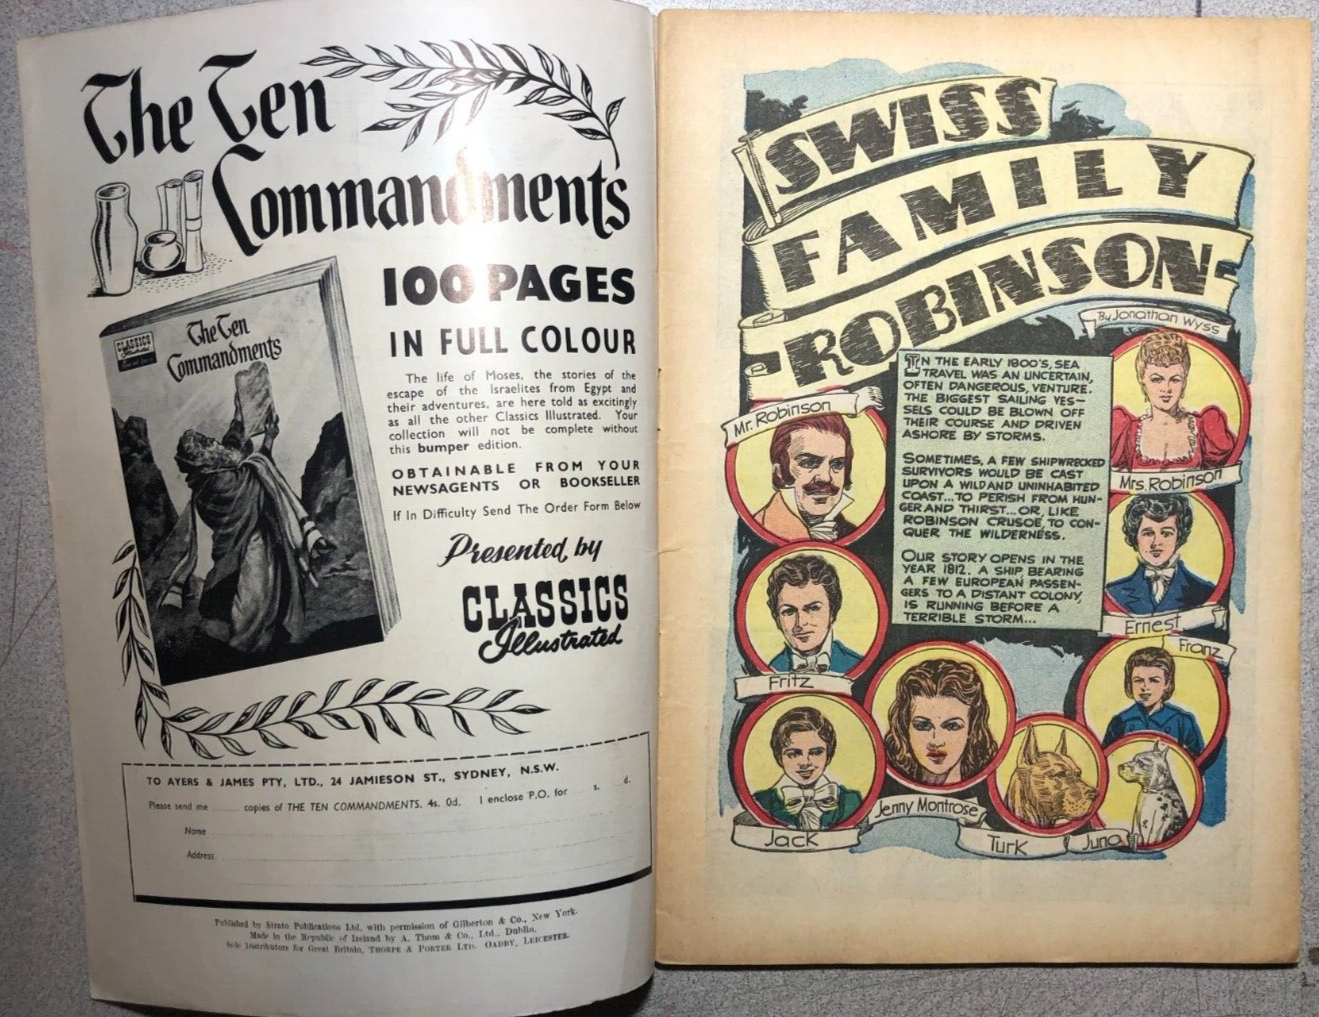 The Ten
Commandments
100 PAGES
IN FULL COLOUR
The life of Moses, the stories of the
escape of the Israelites from Egypt and
their adventures, are here told as excitingly
as all the other Classics Illustrated. Your
collection will not be complete without
this bumper edition.
OBTAINABLE FROM YOUR
NEWSAGENTS OR BOOKSELLER
If In Difficulty Send The Order Form Below
Presented by
CLASSICS
Illustrated
CLASSICS
Illustrated
The Ten
Commandments
TO AYERS & JAMES PTY, LTD., 24 JAMIESON ST., SYDNEY, N.S.W.
Please send me ........ copies of THE TEN COMMANDMENTS. 4s. 0d. I enclose P.O. for s. d.
Name
Address
Published by Strato Publications Ltd, with permission of Gilberton & Co., New York.
Made in the Republic of Ireland by A. Thom & Co., Ltd., Dublin.
Sole Distributors for Great Britain, THORPE & PORTER LTD. OADBY, LEICESTER.
SWISS
FAMILY
ROBINSON
By Jonathan Wyss
IN THE EARLY 1800'S, SEA
TRAVEL WAS AN UNCERTAIN,
OFTEN DANGEROUS, VENTURE.
THE BIGGEST SAILING VES-
SELS COULD BE BLOWN OFF
THEIR COURSE AND DRIVEN
ASHORE BY STORMS.
SOMETIMES, A FEW SHIPWRECKED
SURVIVORS WOULD BE CAST
UPON A WILD AND UNINHABITED
COAST...TO PERISH FROM HUN-
GER AND THIRST...OR, LIKE
ROBINSON CRUSOE, TO CON-
QUER THE WILDERNESS.
OUR STORY OPENS IN THE
YEAR 1812. A SHIP BEARING
A FEW EUROPEAN PASSEN-
GERS TO A DISTANT COLONY,
IS RUNNING BEFORE A
TERRIBLE STORM...
Mr. Robinson
Mrs. Robinson
Ernest
Franz
Fritz
Jack
Jenny Montrose
Turk
Juno